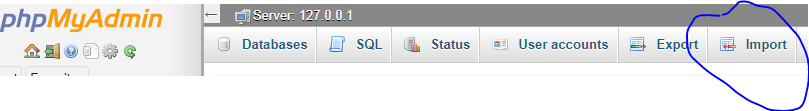 phpMyAdmin
Server: 127.0.0.1
Databases SQL Status User accounts Export Import